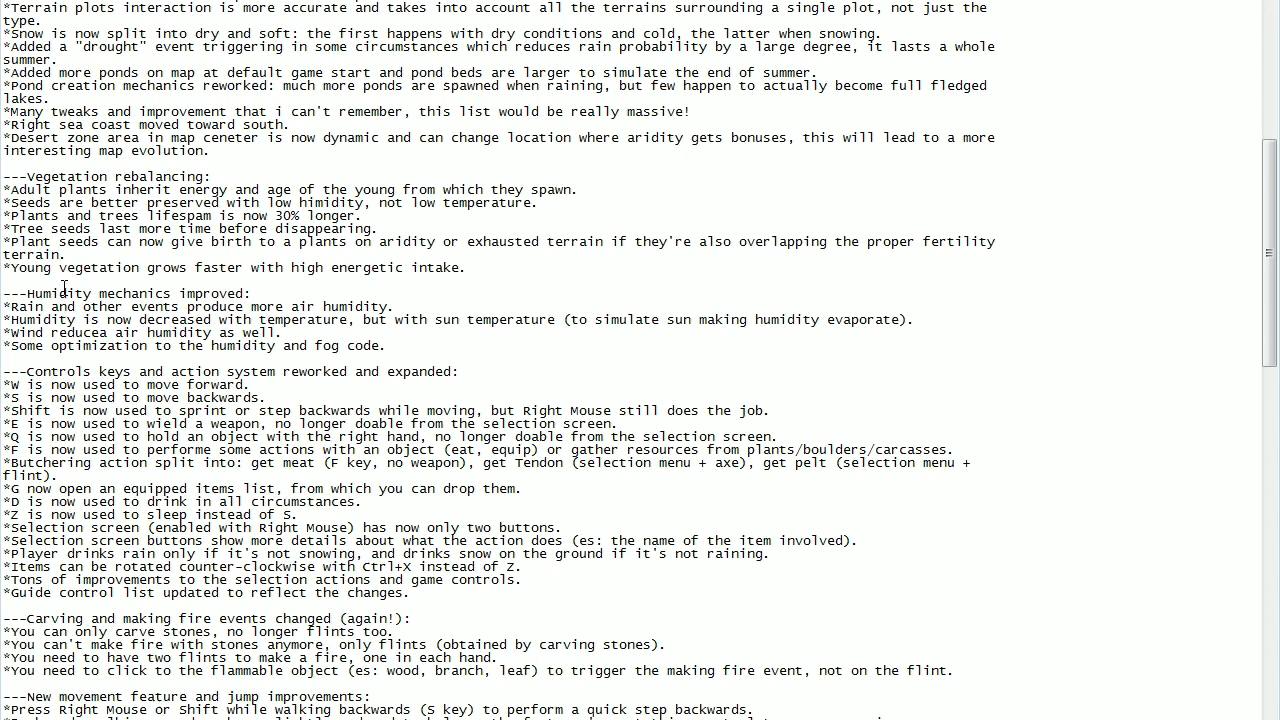 *Terrain plots interaction is more accurate and takes into account all the terrains surrounding a single plot, not just the
type.
*Snow is now split into dry and soft: the first happens with dry conditions and cold, the latter when snowing.
*Added a "drought" event triggering in some circumstances which reduces rain probability by a large degree, it lasts a whole
summer.
*Added more ponds on map at default game start and pond beds are larger to simulate the end of summer.
*Pond creation mechanics reworked: much more ponds are spawned when raining, but few happen to actually become full fledged
lakes.
*Many tweaks and improvement that i can't remember, this list would be really massive!
*Right sea coast moved toward south.
*Desert zone area in map ceneter is now dynamic and can change location where aridity gets bonuses, this will lead to a more
interesting map evolution.
---Vegetation rebalancing:
*Adult plants inherit energy and age of the young from which they spawn.
*Seeds are better preserved with low himidity, not low temperature.
*Plants and trees lifespam is now 30% longer.
*Tree seeds last more time before disappearing.
*Plant seeds can now give birth to a plants on aridity or exhausted terrain if they're also overlapping the proper fertility
terrain.
*Young vegetation grows faster with high energetic intake.
---Humidity mechanics improved:
*Rain and other events produce more air humidity.
*Humidity is now decreased with temperature, but with sun temperature (to simulate sun making humidity evaporate).
*Wind reducea air humidity as well.
*Some optimization to the humidity and fog code.
---Controls keys and action system reworked and expanded:
*W is now used to move forward.
*S is now used to move backwards.
*Shift is now used to sprint or step backwards while moving, but Right Mouse still does the job.
*E is now used to wield a weapon, no longer doable from the selection screen.
*Q is now used to hold an object with the right hand, no longer doable from the selection screen.
*F is now used to performe some actions with an object (eat, equip) or gather resources from plants/boulders/carcasses.
*Butchering action split into: get meat (F key, no weapon), get Tendon (selection menu + axe), get pelt (selection menu +
flint).
*G now open an equipped items list, from which you can drop them.
*D is now used to drink in all circumstances.
*Z is now used to sleep instead of S.
*Selection screen (enabled with Right Mouse) has now only two buttons.
*Selection screen buttons show more details about what the action does (es: the name of the item involved).
*Player drinks rain only if it's not snowing, and drinks snow on the ground if it's not raining.
*Items can be rotated counter-clockwise with Ctrl+X instead of Z.
*Tons of improvements to the selection actions and game controls.
*Guide control list updated to reflect the changes.
---Carving and making fire events changed (again!):
*You can only carve stones, no longer flints too.
*You can't make fire with stones anymore, only flints (obtained by carving stones).
*You need to have two flints to make a fire, one in each hand.
*You need to click to the flammable object (es: wood, branch, leaf) to trigger the making fire event, not on the flint.
---New movement feature and jump improvements:
*Press Right Mouse or Shift while walking backwards (S key) to perform a quick step backwards.